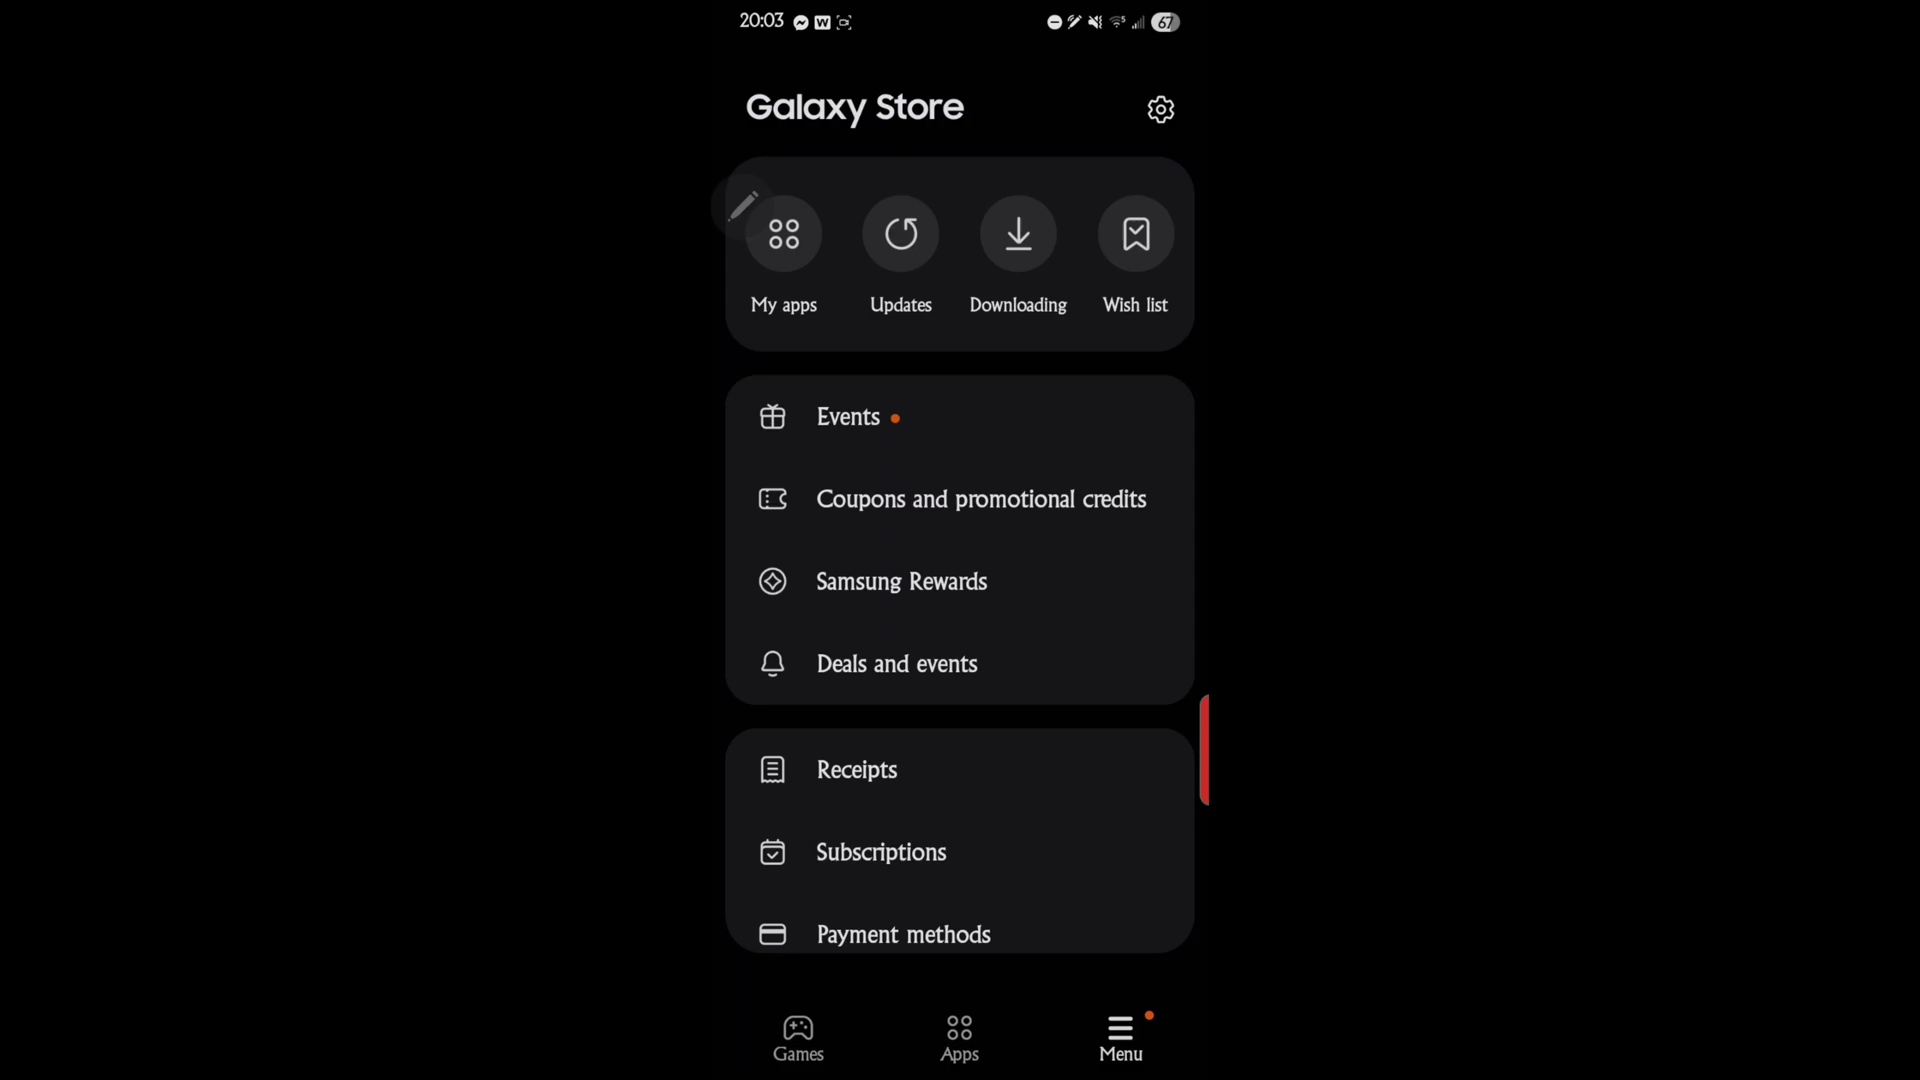 20:03 W 67
Galaxy Store
My apps Updates Downloading Wish list
Events
Coupons and promotional credits
Samsung Rewards
Deals and events
Receipts
Subscriptions
Payment methods
Games Apps Menu